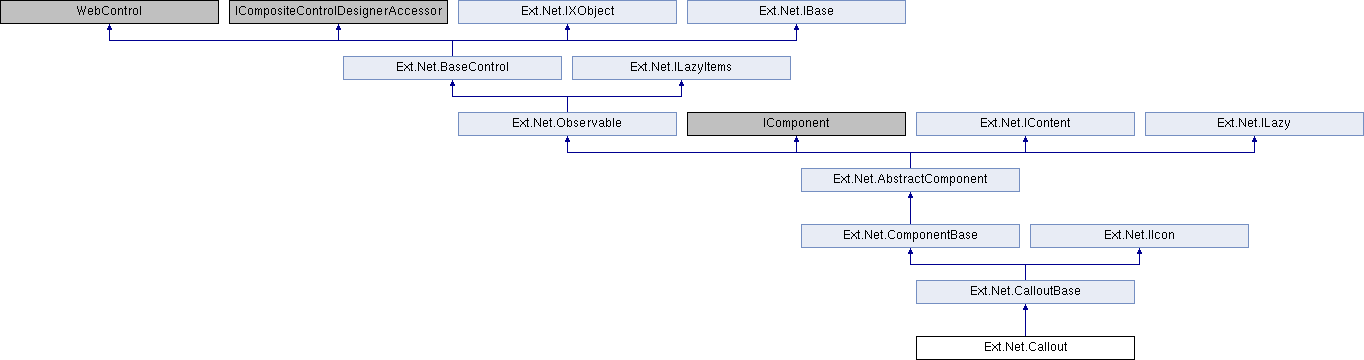 WebControl
ICompositeControlDesignerAccessor
Ext.Net.IXObject
Ext.Net.IBase
Ext.Net.BaseControl
Ext.Net.ILazyItems
Ext.Net.Observable
IComponent
Ext.Net.IContent
Ext.Net.ILazy
Ext.Net.AbstractComponent
Ext.Net.ComponentBase
Ext.Net.IIcon
Ext.Net.CalloutBase
Ext.Net.Callout